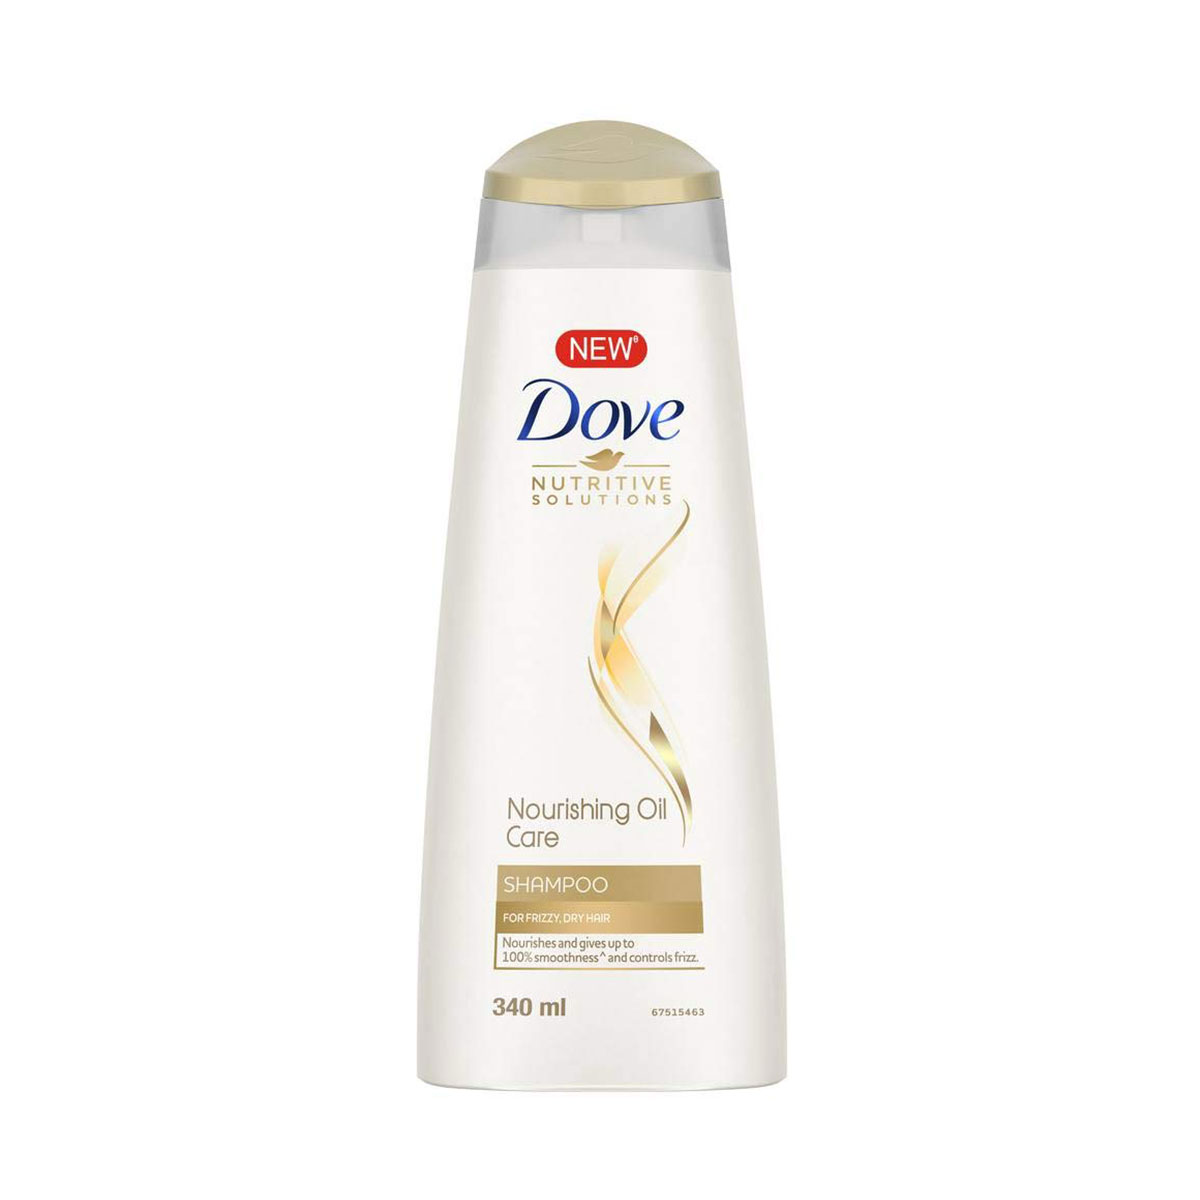 NEW®
Dove
NUTRITIVE
SOLUTIONS
Nourishing Oil
Care
SHAMPOO
FOR FRIZZY, DRY HAIR
Nourishes and gives up to
100% smoothness^ and controls frizz.
340 ml
67515463